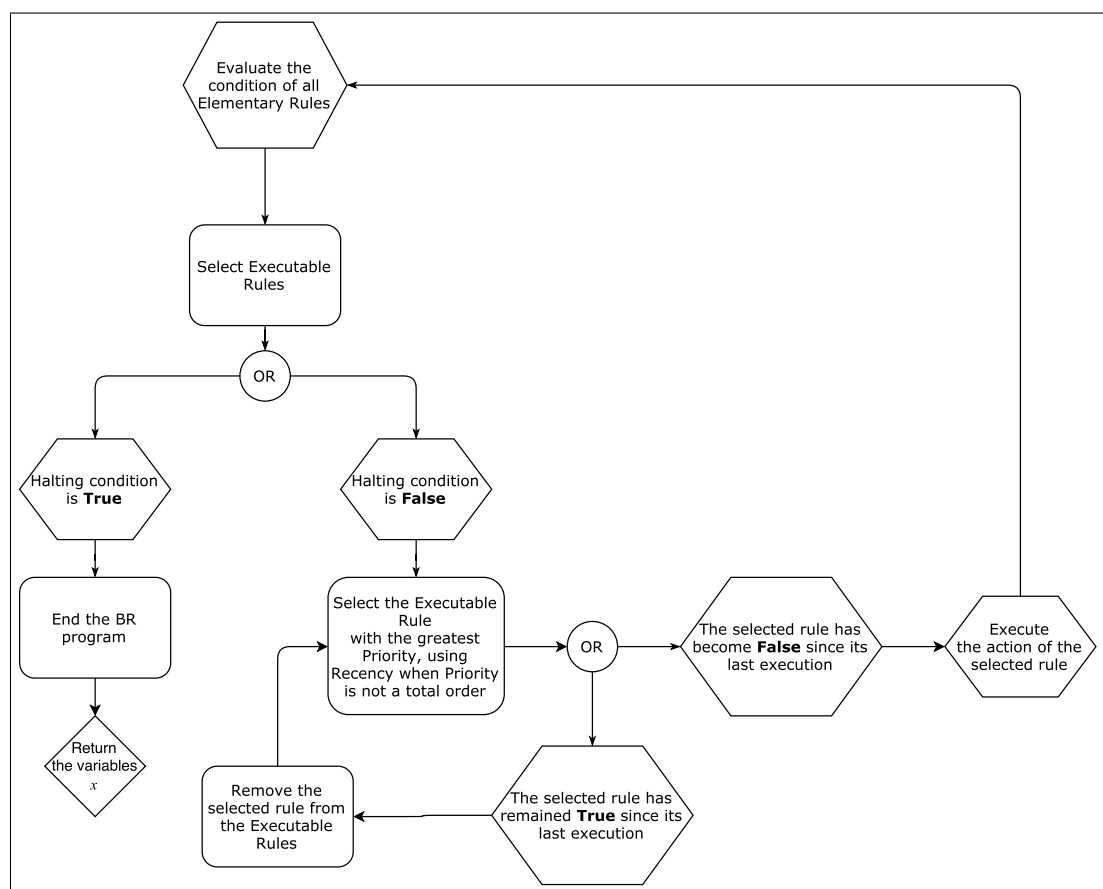 Evaluate the
condition of all
Elementary Rules
Select Executable
Rules
OR
Halting condition
is True
Halting condition
is False
End the BR
program
Return
the variables
x
Select the Executable
Rule
with the greatest
Priority, using
Recency when Priority
is not a total order
OR
The selected rule has
become False since its
last execution
Execute
the action of the
selected rule
Remove the
selected rule from
the Executable
Rules
The selected rule has
remained True since its
last execution